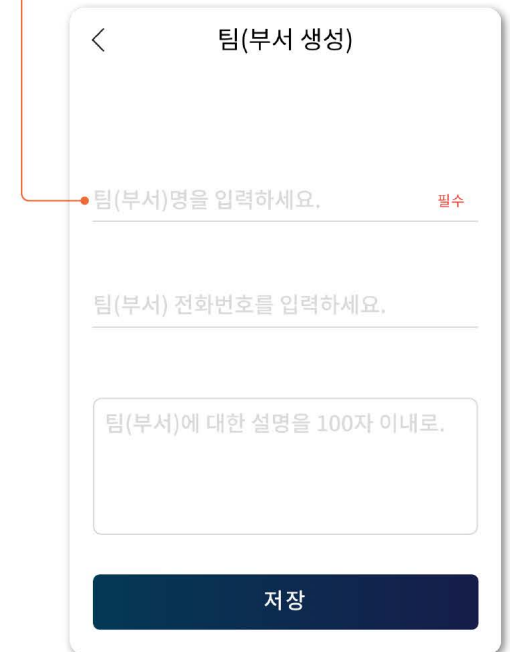 팀(부서 생성)
팀(부서)명을 입력하세요. 필수
팀(부서) 전화번호를 입력하세요.
팀(부서)에 대한 설명을 100자 이내로.
저장